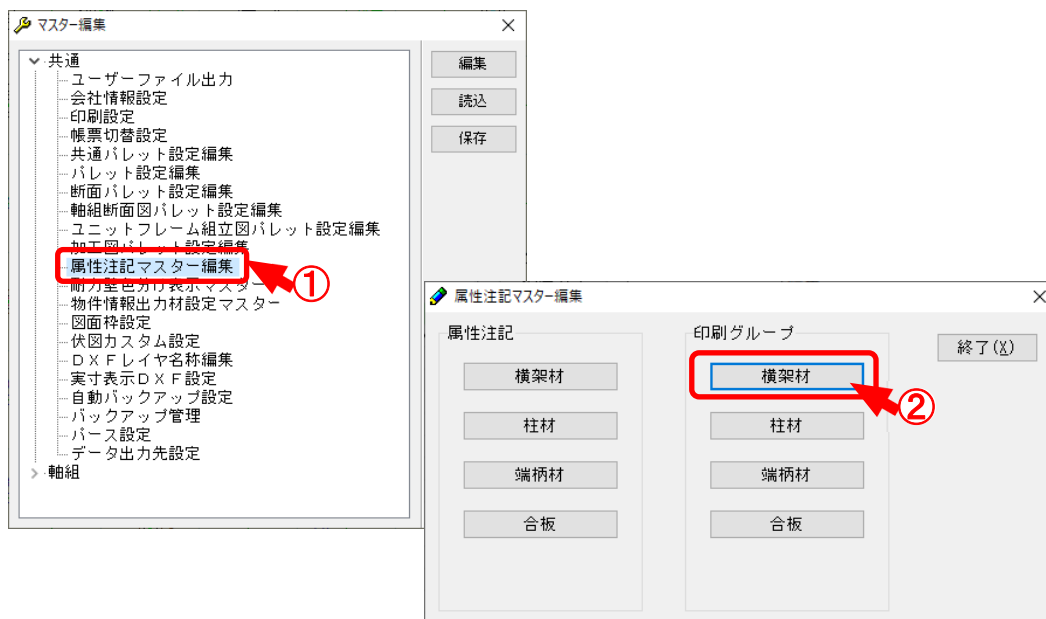 マスター編集
共通
ユーザーファイル出力
会社情報設定
印刷設定
帳票切替設定
共通パレット設定編集
パレット設定編集
断面パレット設定編集
軸組断面図パレット設定編集
ユニットフレーム組立図パレット設定編集
加工図パレット設定編集
属性注記マスター編集
耐力壁色分け表示マスター
物件情報出力材設定マスター
図面枠設定
伏図カスタム設定
DXFレイヤ名称編集
実寸表示DXF設定
自動バックアップ設定
バックアップ管理
パース設定
データ出力先設定
軸組
編集
読込
保存
①
属性注記マスター編集
属性注記
横架材
柱材
端柄材
合板
印刷グループ
横架材
柱材
端柄材
合板
終了(X)
②